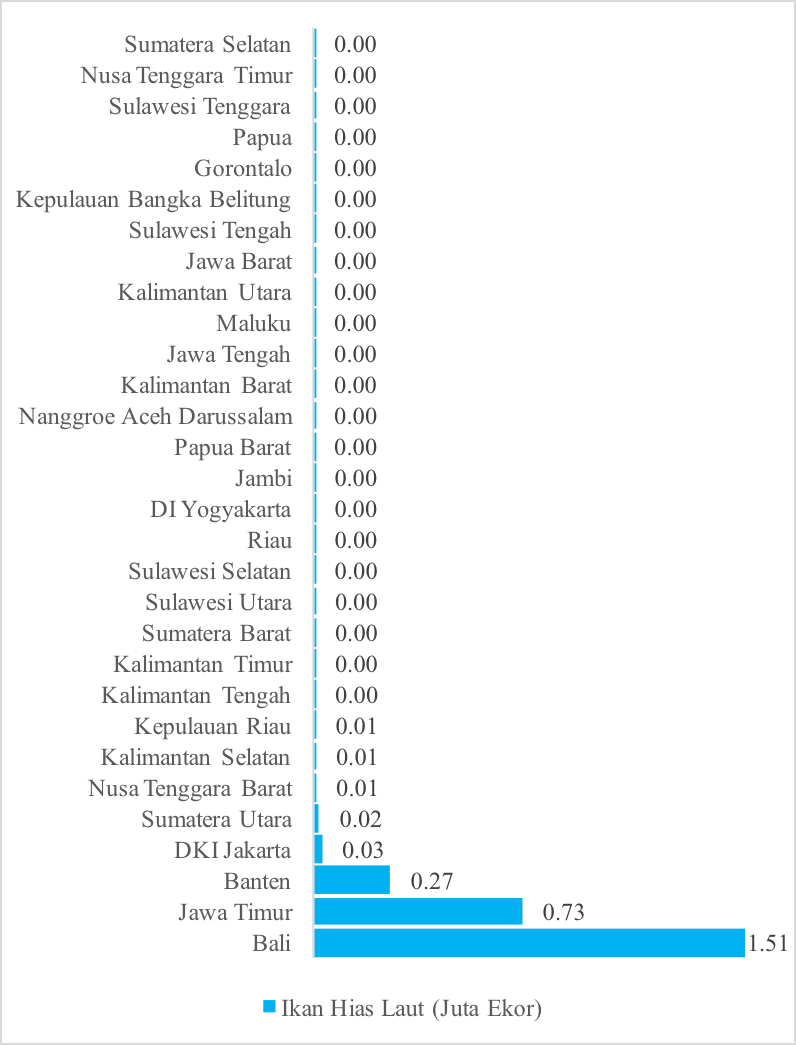 Sumatera Selatan 0.00
Nusa Tenggara Timur 0.00
Sulawesi Tenggara 0.00
Papua 0.00
Gorontalo 0.00
Kepulauan Bangka Belitung 0.00
Sulawesi Tengah 0.00
Jawa Barat 0.00
Kalimantan Utara 0.00
Maluku 0.00
Jawa Tengah 0.00
Kalimantan Barat 0.00
Nanggroe Aceh Darussalam 0.00
Papua Barat 0.00
Jambi 0.00
DI Yogyakarta 0.00
Riau 0.00
Sulawesi Selatan 0.00
Sulawesi Utara 0.00
Sumatera Barat 0.00
Kalimantan Timur 0.00
Kalimantan Tengah 0.00
Kepulauan Riau 0.01
Kalimantan Selatan 0.01
Nusa Tenggara Barat 0.01
Sumatera Utara 0.02
DKI Jakarta 0.03
Banten 0.27
Jawa Timur 0.73
Bali 1.51
Ikan Hias Laut (Juta Ekor)